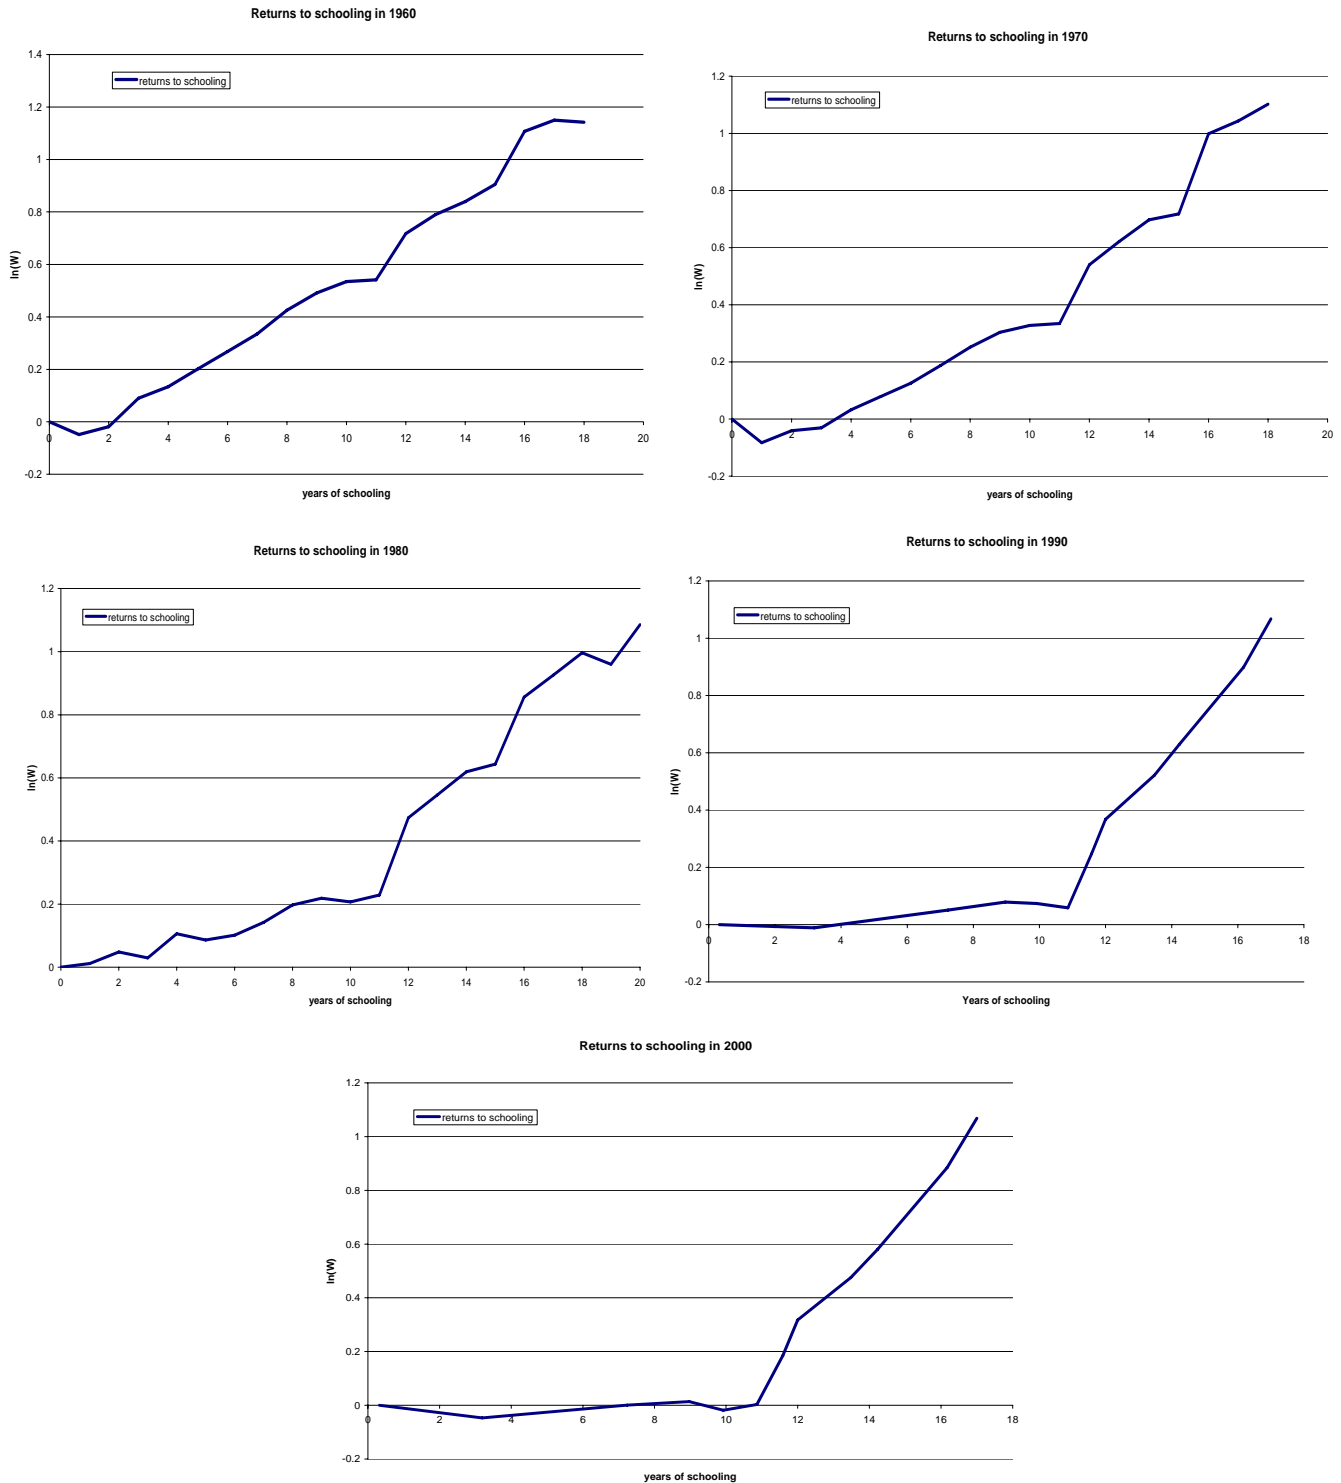 Returns to schooling in 1960
1.4
returns to schooling
1.2
1
0.8
ln(W)
0.6
0.4
0.2
0
0 2 4 6 8 10 12 14 16 18 20
-0.2
years of schooling
Returns to schooling in 1970
1.2
returns to schooling
1
0.8
0.6
ln(W)
0.4
0.2
0
0 2 4 6 8 10 12 14 16 18 20
-0.2
years of schooling
Returns to schooling in 1980
1.2
returns to schooling
1
0.8
ln(W)
0.6
0.4
0.2
0
0 2 4 6 8 10 12 14 16 18 20
years of schooling
Returns to schooling in 1990
1.2
returns to schooling
1
0.8
0.6
ln(W)
0.4
0.2
0
0 2 4 6 8 10 12 14 16 18
-0.2
Years of schooling
Returns to schooling in 2000
1.2
returns to schooling
1
0.8
0.6
ln(W)
0.4
0.2
0
0 2 4 6 8 10 12 14 16 18
-0.2
years of schooling